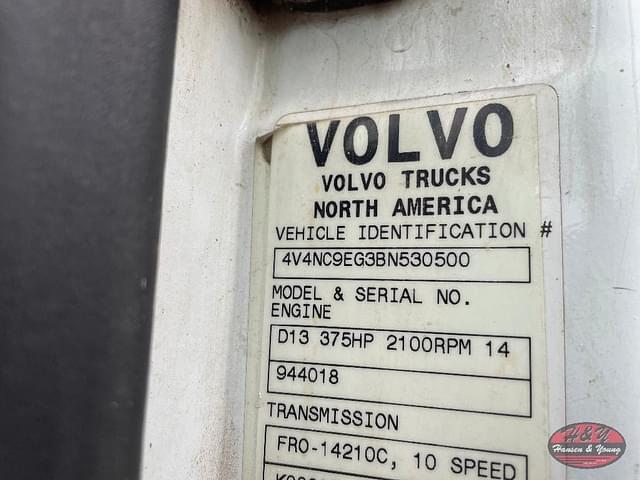 VOLVO
VOLVO TRUCKS
NORTH AMERICA
VEHICLE IDENTIFICATION #
4V4NC9EG3BN530500
MODEL & SERIAL NO.
ENGINE
D13 375HP 2100RPM 14
944018
TRANSMISSION
FRO-14210C, 10 SPEED
H&Y
Hansen & Young